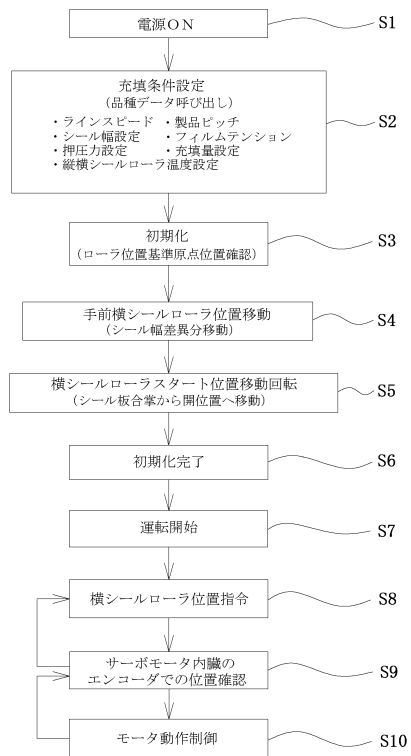 電源ON
S1
充填条件設定
(品種データ呼び出し)
・ラインスピード ・製品ピッチ
・シール幅設定 ・フィルムテンション
・押圧力設定 ・充填量設定
・縦横シールローラ温度設定
S2
初期化
(ローラ位置基準原点位置確認)
S3
手前横シールローラ位置移動
(シール幅差異分移動)
S4
横シールローラスタート位置移動回転
(シール板合掌から開位置へ移動)
S5
初期化完了
S6
運転開始
S7
横シールローラ位置指令
S8
サーボモータ内臓の
エンコーダでの位置確認
S9
モータ動作制御
S10